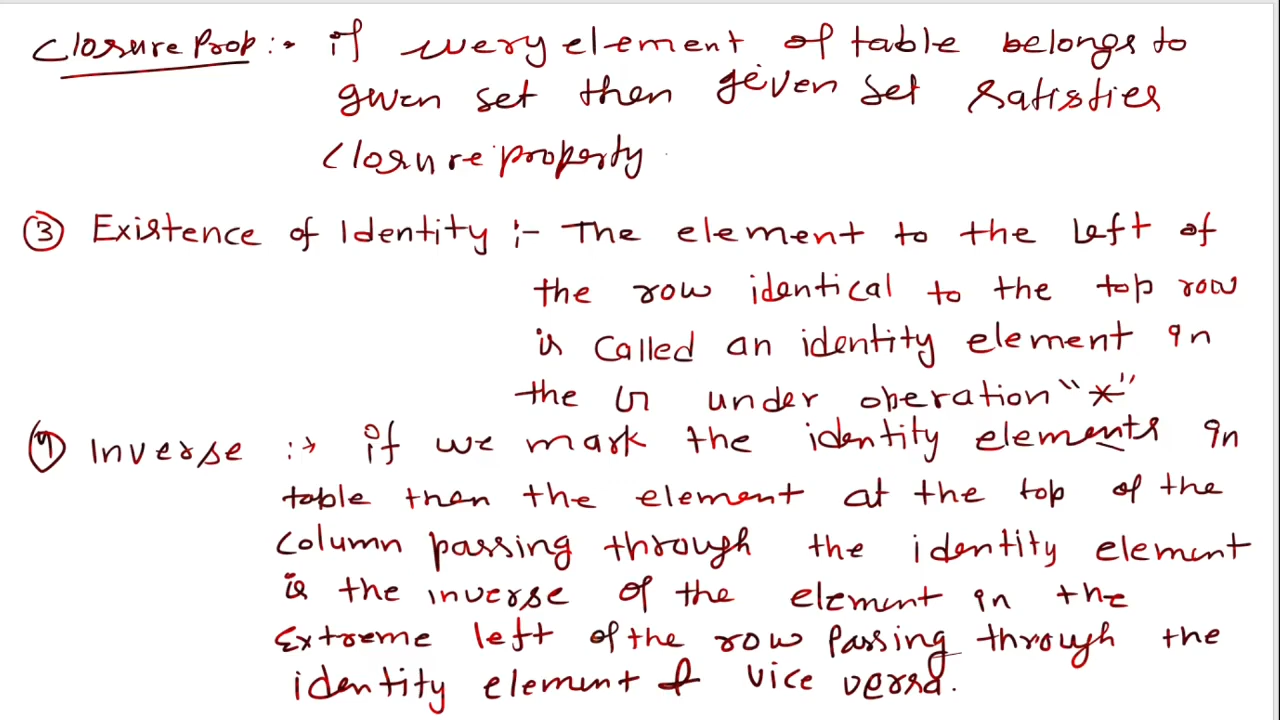 Closure Prop :- if every element of table belongs to
given set then given set satisfies
closure property
③ Existence of Identity :- The element to the left of
the row identical to the top row
is called an identity element in
the G under operation "*"
④ Inverse :→ if we mark the identity elements in
table then the element at the top of the
column passing through the identity element
is the inverse of the element in the
Extreme left of the row Passing through the
identity element & vice versa.